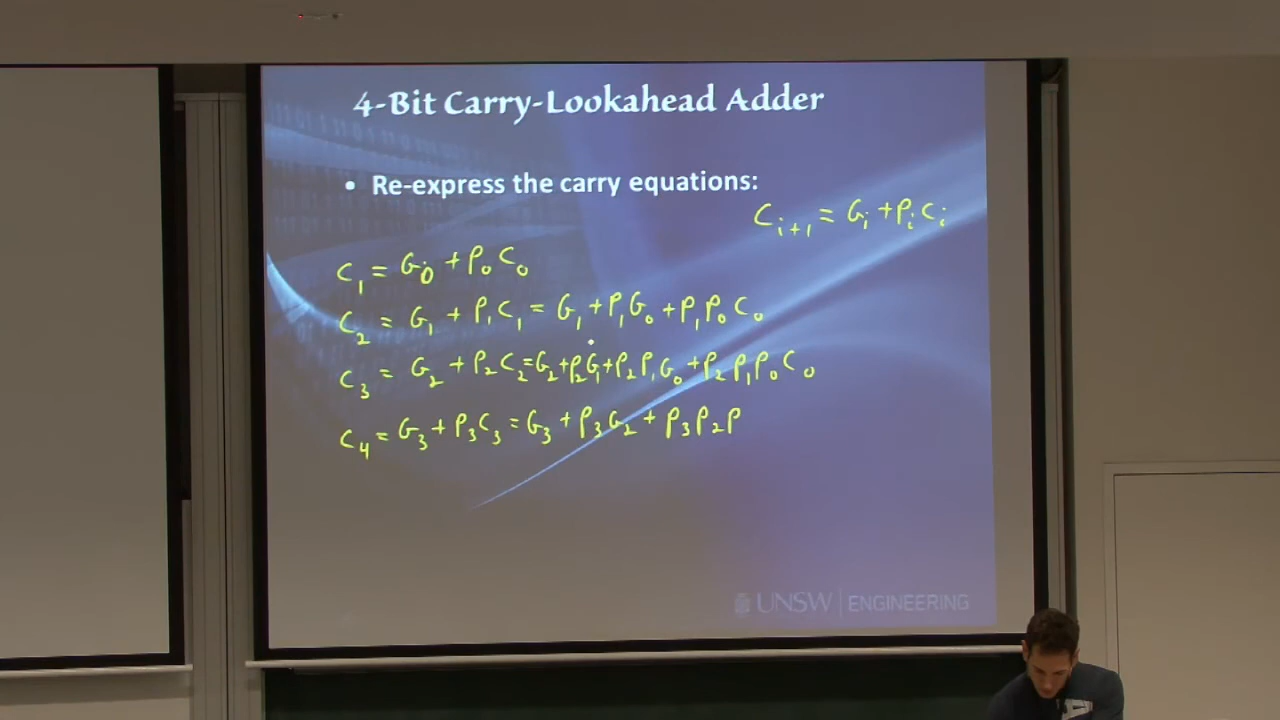 4-Bit Carry-Lookahead Adder
• Re-express the carry equations:
C_{i+1} = G_i + P_i C_i
C_1 = G_0 + P_0 C_0
C_2 = G_1 + P_1 C_1 = G_1 + P_1 G_0 + P_1 P_0 C_0
C_3 = G_2 + P_2 C_2 = G_2 + P_2 G_1 + P_2 P_1 G_0 + P_2 P_1 P_0 C_0
C_4 = G_3 + P_3 C_3 = G_3 + P_3 G_2 + P_3 P_2 P
UNSW | ENGINEERING